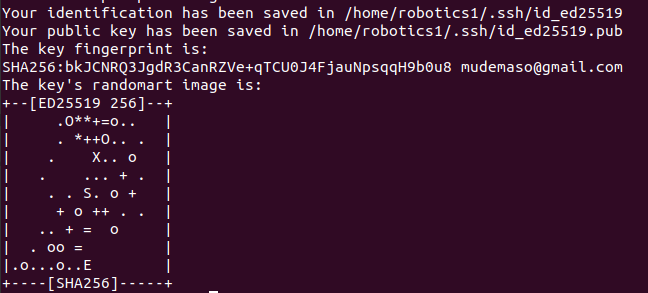 Your identification has been saved in /home/robotics1/.ssh/id_ed25519
Your public key has been saved in /home/robotics1/.ssh/id_ed25519.pub
The key fingerprint is:
SHA256:bkJCNRQ3JgdR3CanRZVe+qTCU0J4FjauNpsqqH9b0u8 mudemaso@gmail.com
The key's randomart image is:
+--[ED25519 256]--+
|     .O**+=o..   |
|     . *++O.. .  |
|    .    X.. o   |
|   .    ... + .  |
|    . . S. o +   |
|     + o ++ . .  |
|   .. + =  o     |
|  . oo =         |
|.o...o..E        |
+----[SHA256]-----+